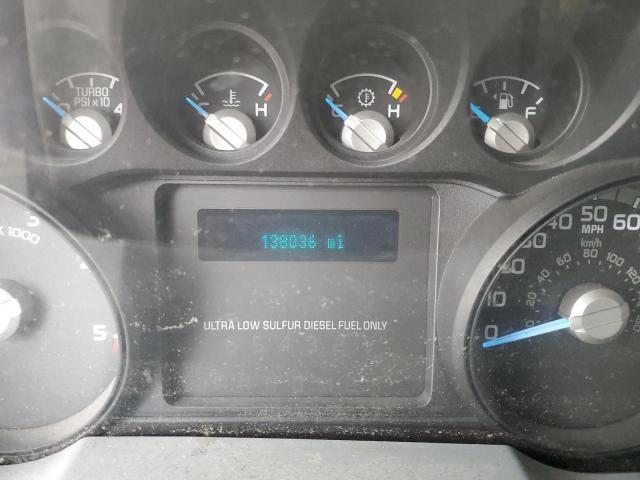 TURBO
PSI x 10
4
C H
C H
F
3
X 1000
5
138036 mi
ULTRA LOW SULFUR DIESEL FUEL ONLY
0
10
20
30
40
50
60
MPH
km/h
80
100
120